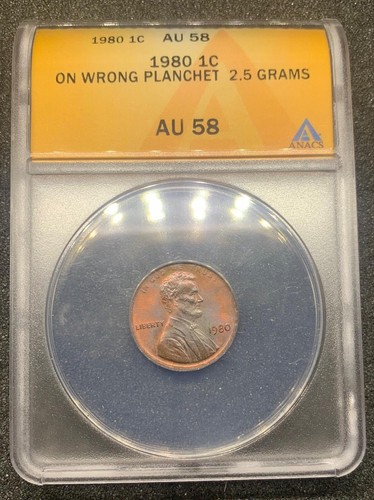 1980 1C AU 58
1980 1C
ON WRONG PLANCHET 2.5 GRAMS
AU 58
ANACS
LIBERTY 1980